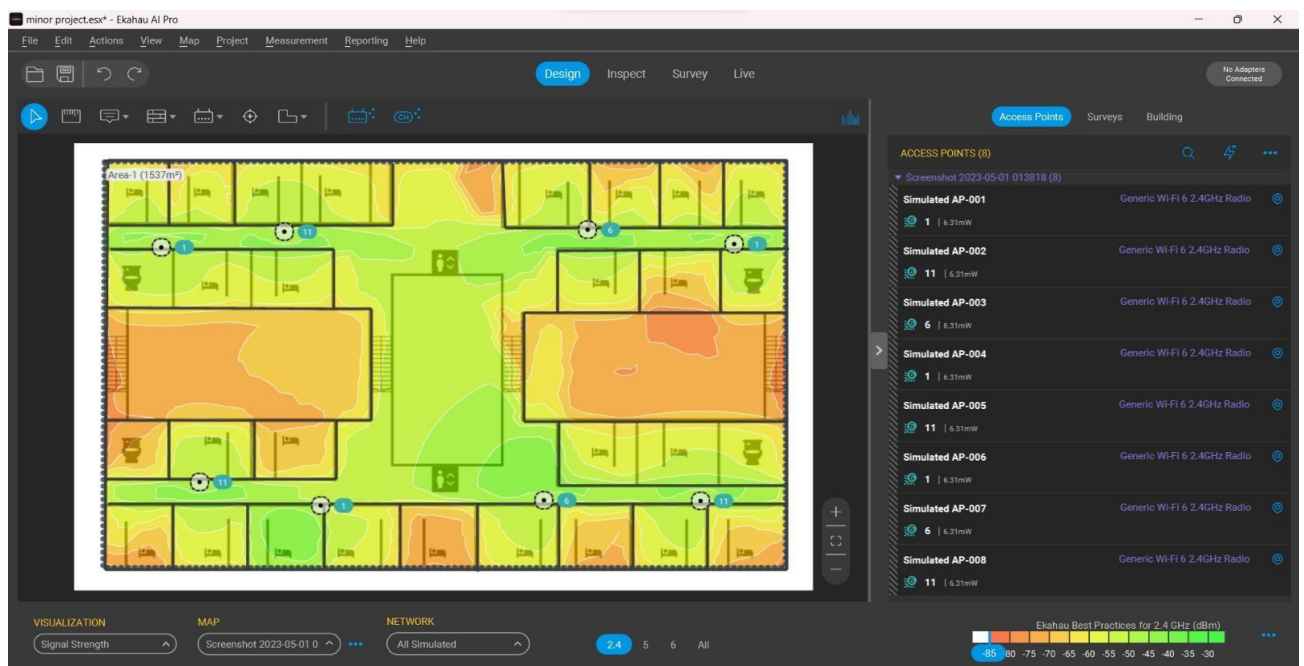 minor project.esx* - Ekahau AI Pro
File Edit Actions View Map Project Measurement Reporting Help
Design Inspect Survey Live
No Adapters
Connected
CH
Access Points Surveys Building
ACCESS POINTS (8)
Screenshot 2023-05-01 013818 (8)
Simulated AP-001 Generic Wi-Fi 6 2.4GHz Radio
6 1 | 6.31mW
Simulated AP-002 Generic Wi-Fi 6 2.4GHz Radio
6 11 | 6.31mW
Simulated AP-003 Generic Wi-Fi 6 2.4GHz Radio
6 6 | 6.31mW
Simulated AP-004 Generic Wi-Fi 6 2.4GHz Radio
6 1 | 6.31mW
Simulated AP-005 Generic Wi-Fi 6 2.4GHz Radio
6 11 | 6.31mW
Simulated AP-006 Generic Wi-Fi 6 2.4GHz Radio
6 1 | 6.31mW
Simulated AP-007 Generic Wi-Fi 6 2.4GHz Radio
6 6 | 6.31mW
Simulated AP-008 Generic Wi-Fi 6 2.4GHz Radio
6 11 | 6.31mW
Area-1 (1537m²)
11 6
1 1
11
1 6 11
VISUALIZATION MAP NETWORK
Signal Strength Screenshot 2023-05-01 0 All Simulated 2.4 5 6 All
Ekahau Best Practices for 2.4 GHz (dBm)
-85 80 -75 -70 -65 -60 -55 -50 -45 -40 -35 -30